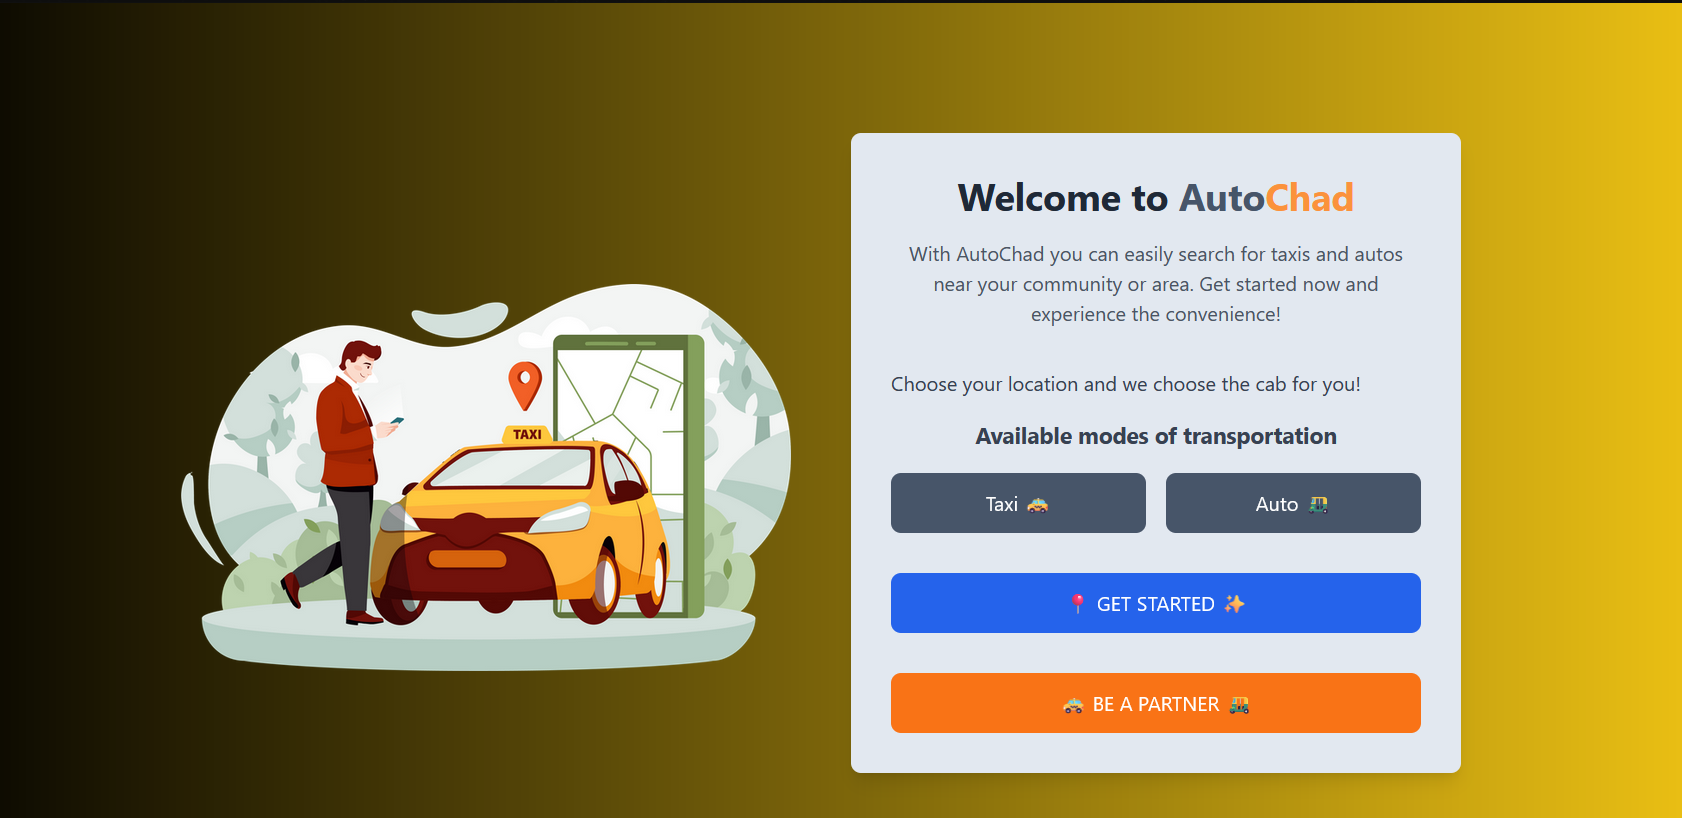 Welcome to AutoChad
With AutoChad you can easily search for taxis and autos
near your community or area. Get started now and
experience the convenience!
Choose your location and we choose the cab for you!
Available modes of transportation
Taxi 🚕
Auto 🛺
📍 GET STARTED ✨
🚕 BE A PARTNER 🛺
TAXI